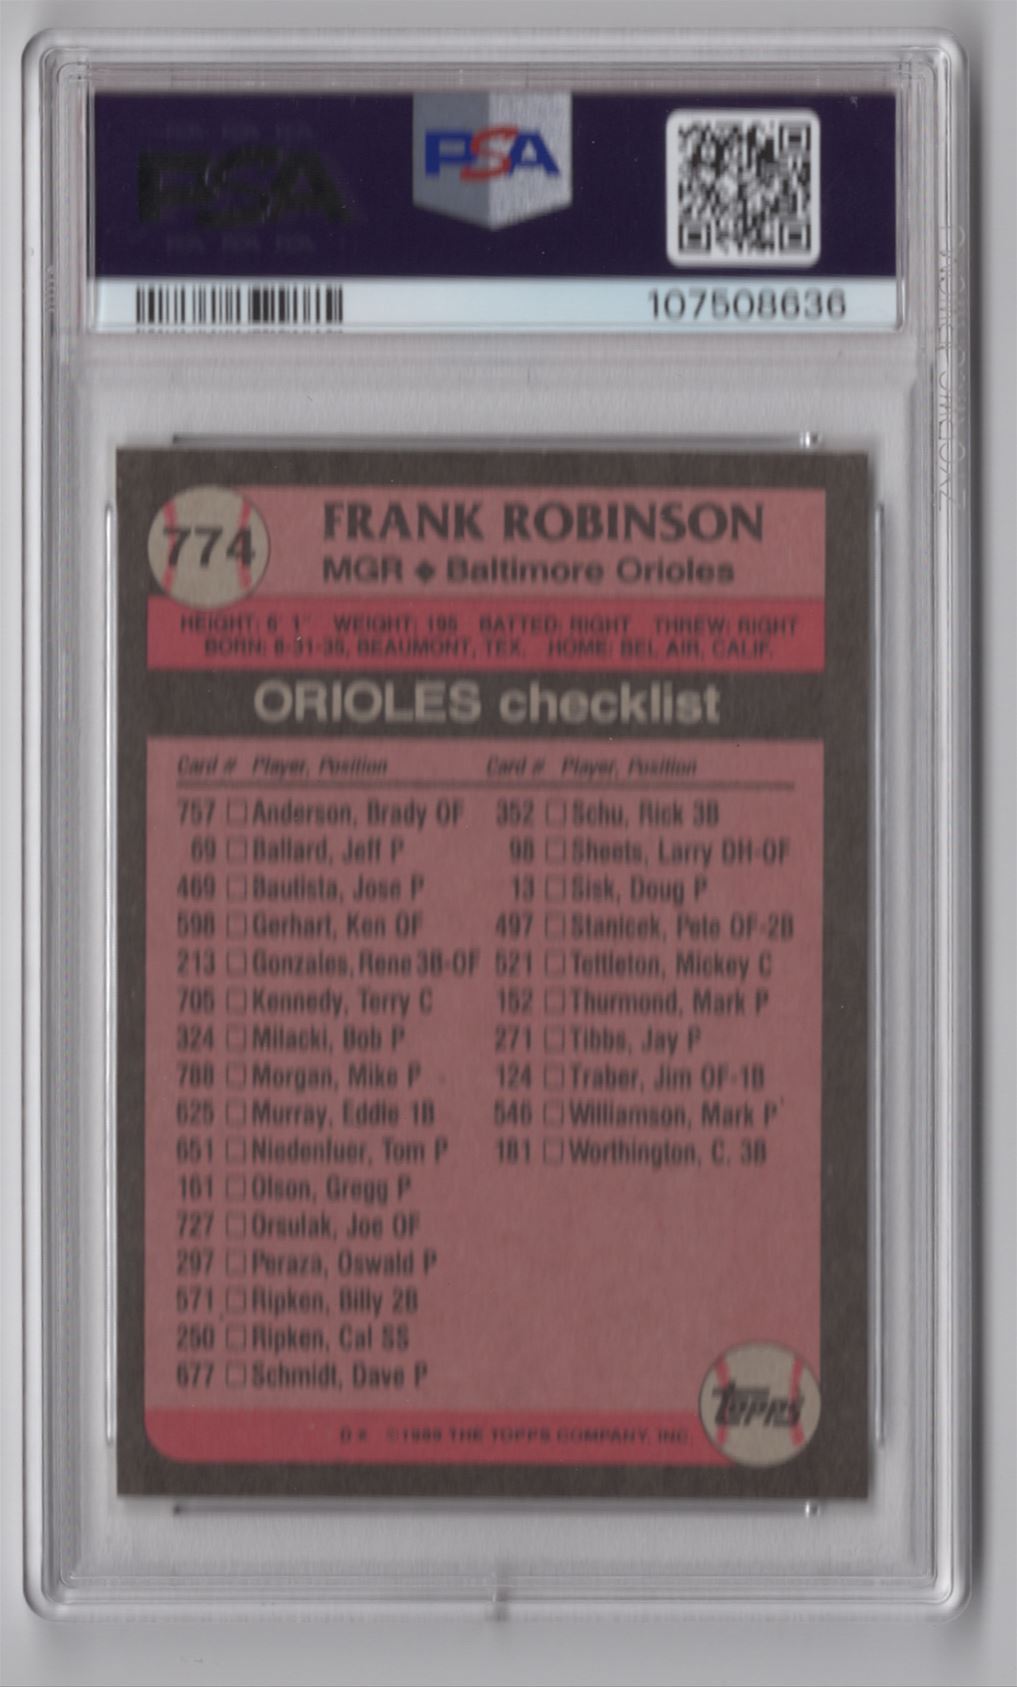 PSA
PSA
107508636
774
FRANK ROBINSON
MGR ◆ Baltimore Orioles
HEIGHT: 6' 1" WEIGHT: 195 BATTED: RIGHT THREW: RIGHT
BORN: 8-31-35, BEAUMONT, TEX. HOME: BEL AIR, CALIF.
ORIOLES checklist
Card # Player, Position
757 Anderson, Brady OF
69 Ballard, Jeff P
469 Bautista, Jose P
598 Gerhart, Ken OF
213 Gonzales, Rene 3B-OF
705 Kennedy, Terry C
324 Milacki, Bob P
788 Morgan, Mike P
625 Murray, Eddie 1B
651 Niedenfuer, Tom P
161 Olson, Gregg P
727 Orsulak, Joe OF
297 Peraza, Oswald P
571 Ripken, Billy 2B
250 Ripken, Cal SS
677 Schmidt, Dave P
Card # Player, Position
352 Schu, Rick 3B
98 Sheets, Larry DH-OF
13 Sisk, Doug P
497 Stanicek, Pete OF-2B
521 Tettleton, Mickey C
152 Thurmond, Mark P
271 Tibbs, Jay P
124 Traber, Jim OF-1B
546 Williamson, Mark P
181 Worthington, C. 3B
©1989 THE TOPPS COMPANY, INC.
TOPPS